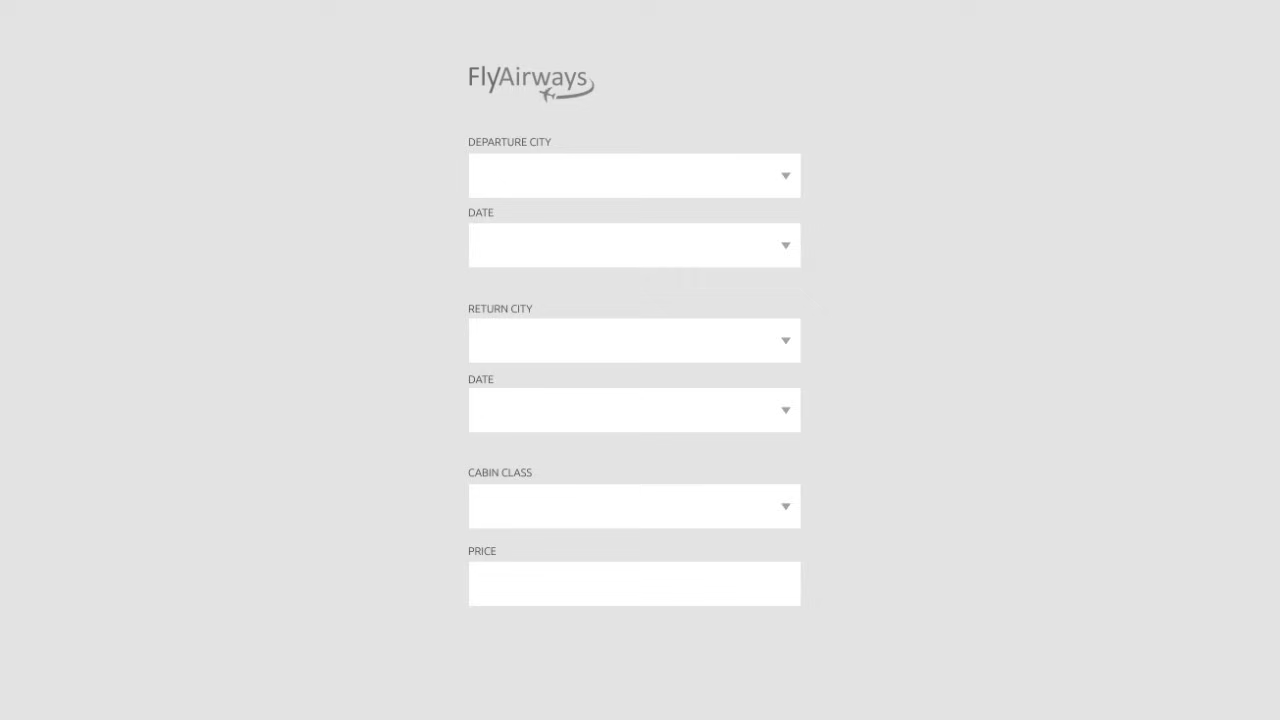 FlyAirways
DEPARTURE CITY
DATE
RETURN CITY
DATE
CABIN CLASS
PRICE